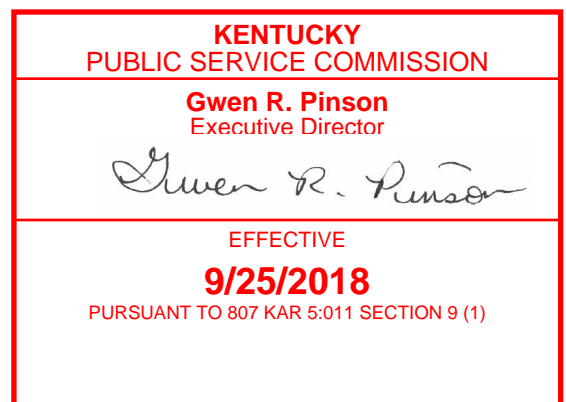 KENTUCKY
PUBLIC SERVICE COMMISSION
Gwen R. Pinson
Executive Director
Gwen R. Pinson
EFFECTIVE
9/25/2018
PURSUANT TO 807 KAR 5:011 SECTION 9 (1)